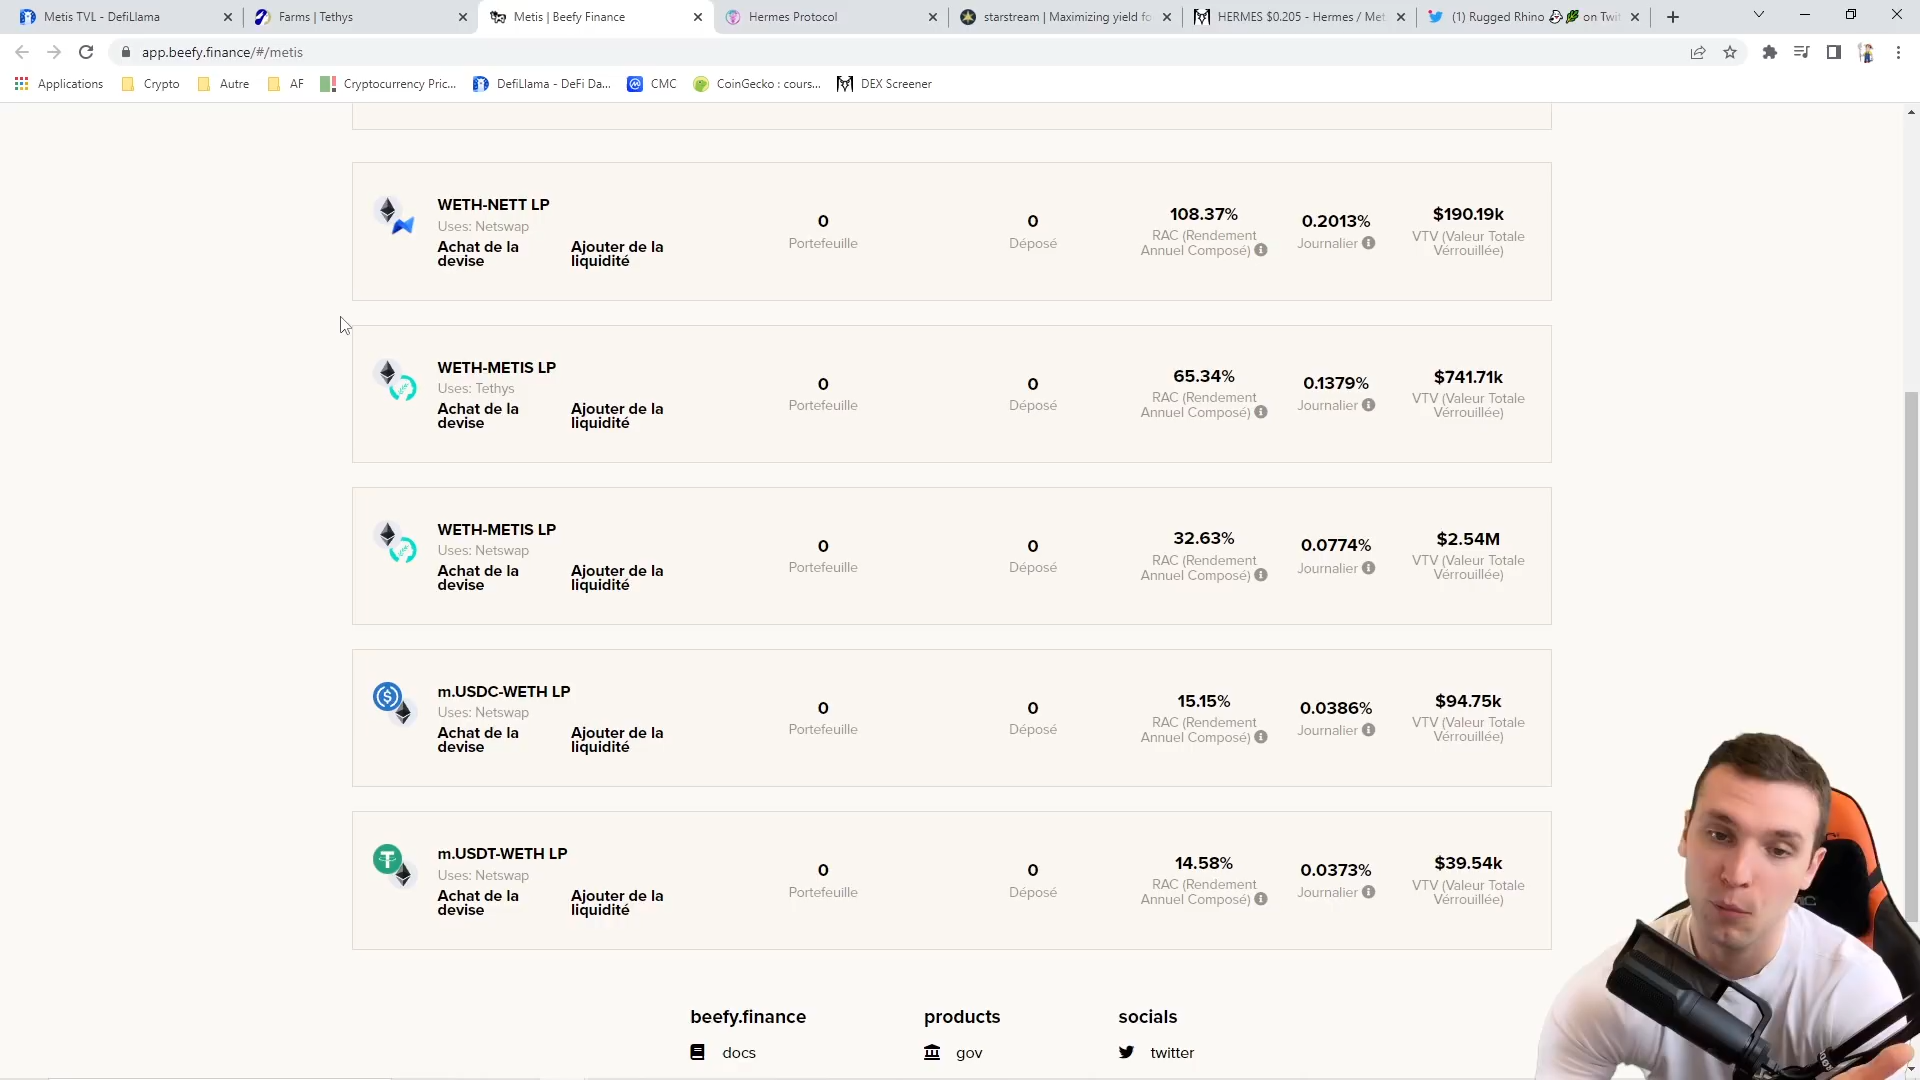 Metis TVL - DefiLlama
Farms | Tethys
Metis | Beefy Finance
Hermes Protocol
starstream | Maximizing yield fo
HERMES $0.205 - Hermes / Met
(1) Rugged Rhino on Twi
app.beefy.finance/#/metis
Applications
Crypto
Autre
AF
Cryptocurrency Pric...
DefiLlama - DeFi Da...
CMC
CoinGecko : cours...
DEX Screener
WETH-NETT LP
Uses: Netswap
Achat de la
devise
Ajouter de la
liquidité
0
Portefeuille
0
Déposé
108.37%
RAC (Rendement
Annuel Composé)
0.2013%
Journalier
$190.19k
VTV (Valeur Totale
Vérrouillée)
WETH-METIS LP
Uses: Tethys
Achat de la
devise
Ajouter de la
liquidité
0
Portefeuille
0
Déposé
65.34%
RAC (Rendement
Annuel Composé)
0.1379%
Journalier
$741.71k
VTV (Valeur Totale
Vérrouillée)
WETH-METIS LP
Uses: Netswap
Achat de la
devise
Ajouter de la
liquidité
0
Portefeuille
0
Déposé
32.63%
RAC (Rendement
Annuel Composé)
0.0774%
Journalier
$2.54M
VTV (Valeur Totale
Vérrouillée)
m.USDC-WETH LP
Uses: Netswap
Achat de la
devise
Ajouter de la
liquidité
0
Portefeuille
0
Déposé
15.15%
RAC (Rendement
Annuel Composé)
0.0386%
Journalier
$94.75k
VTV (Valeur Totale
Vérrouillée)
m.USDT-WETH LP
Uses: Netswap
Achat de la
devise
Ajouter de la
liquidité
0
Portefeuille
0
Déposé
14.58%
RAC (Rendement
Annuel Composé)
0.0373%
Journalier
$39.54k
VTV (Valeur Totale
Vérrouillée)
beefy.finance
products
socials
docs
gov
twitter